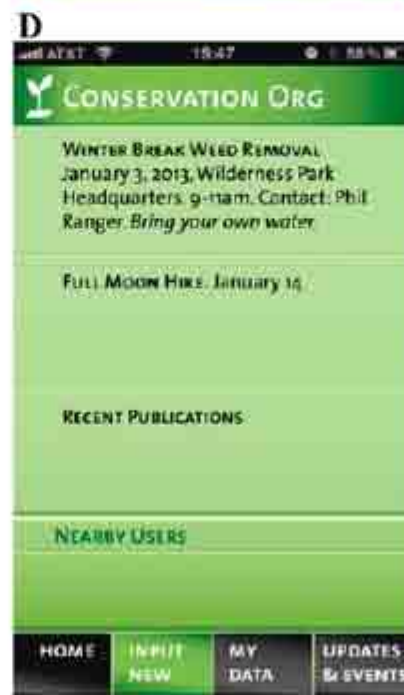 D
AT&T 15:47
CONSERVATION ORG
WINTER BREAK WEED REMOVAL
January 3, 2013, Wilderness Park
Headquarters. 9-11am. Contact: Phil
Ranger. Bring your own water
FULL MOON HIKE. January 14
RECENT PUBLICATIONS
NEARBY USERS
HOME INPUT MY UPDATES
NEW DATA & EVENTS